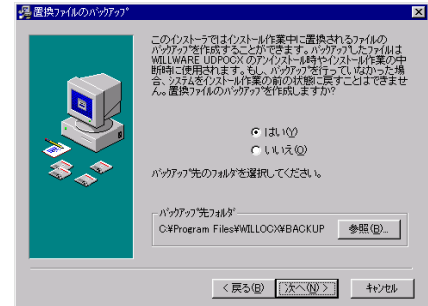 置換ファイルのﾊﾞｯｸｱｯﾌﾟ
このインストーラではインストール作業中に置換されるファイルの
ﾊﾞｯｸｱｯﾌﾟを作成することができます。ﾊﾞｯｸｱｯﾌﾟしたファイルは
WILLWARE UDPOCX のアンインストール時やインストール作業の中
断時に使用されます。もし、ﾊﾞｯｸｱｯﾌﾟを行っていなかった場
合、システムをインストール作業の前の状態に戻すことはできませ
ん。置換ファイルのﾊﾞｯｸｱｯﾌﾟを作成しますか?
はい(Y)
いいえ(O)
ﾊﾞｯｸｱｯﾌﾟ先のフォルダを選択してください。
ﾊﾞｯｸｱｯﾌﾟ先フォルダ
C:¥Program Files¥WILLOCX¥BACKUP
参照(R)...
< 戻る(B)
次へ(N) >
ｷｬﾝｾﾙ